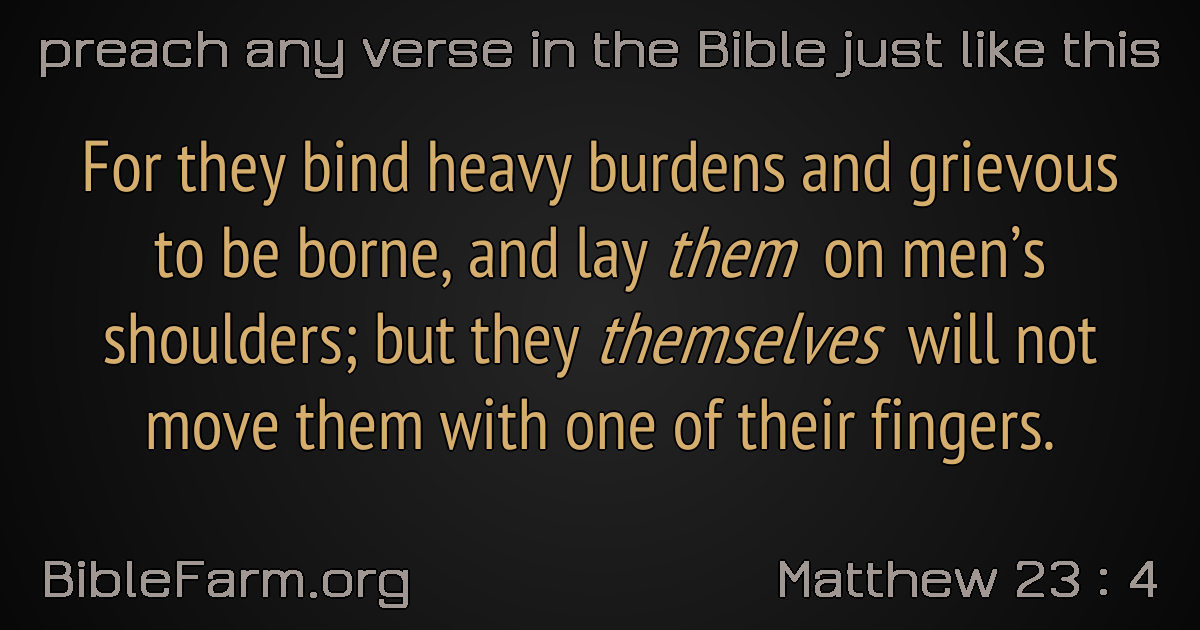 preach any verse in the Bible just like this
For they bind heavy burdens and grievous
to be borne, and lay them on men’s
shoulders; but they themselves will not
move them with one of their fingers.
BibleFarm.org
Matthew 23 : 4